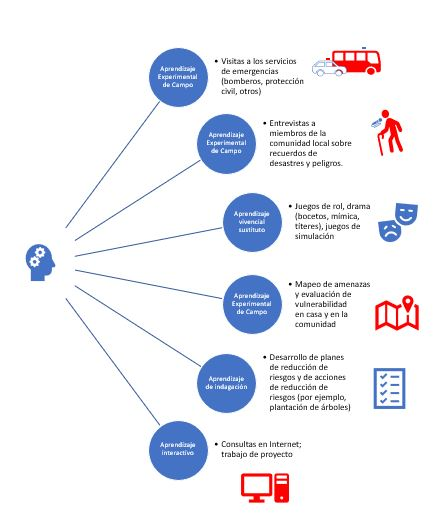 Aprendizaje
Experimental
de Campo
• Visitas a los servicios
de emergencias
(bomberos, protección
civil, otros)
Aprendizaje
Experimental
de Campo
• Entrevistas a
miembros de la
comunidad local sobre
recuerdos de
desastres y peligros.
Aprendizaje
vivencial
sustituto
• Juegos de rol, drama
(bocetos, mímica,
títeres), juegos de
simulación
Aprendizaje
Experimental
de Campo
• Mapeo de amenazas
y evaluación de
vulnerabilidad
en casa y en la
comunidad
Aprendizaje
de indagación
• Desarrollo de planes
de reducción de
riesgos y de acciones
de reducción de
riesgos (por ejemplo,
plantación de árboles)
Aprendizaje
interactivo
• Consultas en Internet;
trabajo de proyecto